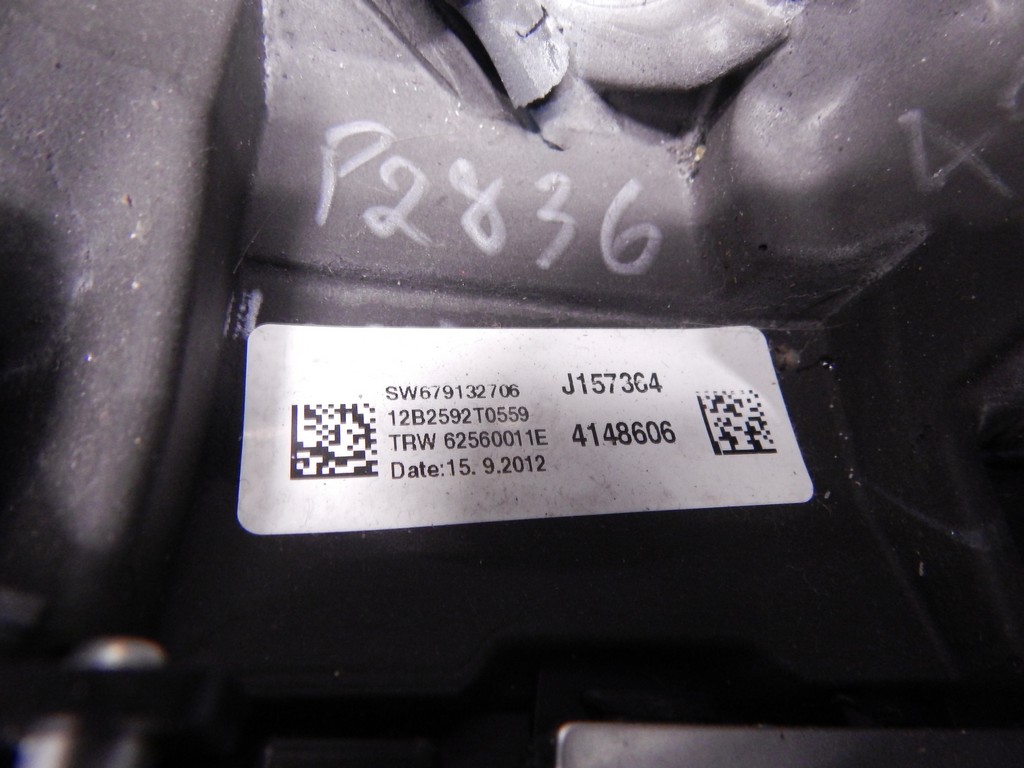 P2836
SW679132706
12B2592T0559
TRW 62560011E
Date:15. 9.2012
J157364
4148606